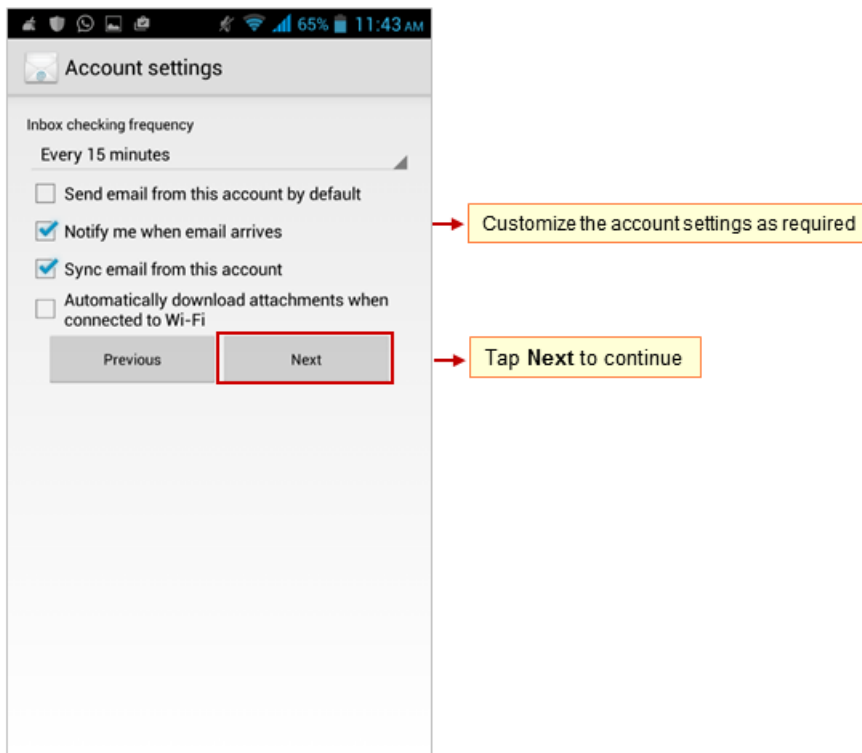 65% 11:43 AM
Account settings
Inbox checking frequency
Every 15 minutes
Send email from this account by default
Notify me when email arrives
Customize the account settings as required
Sync email from this account
Automatically download attachments when
connected to Wi-Fi
Previous
Next
Tap Next to continue